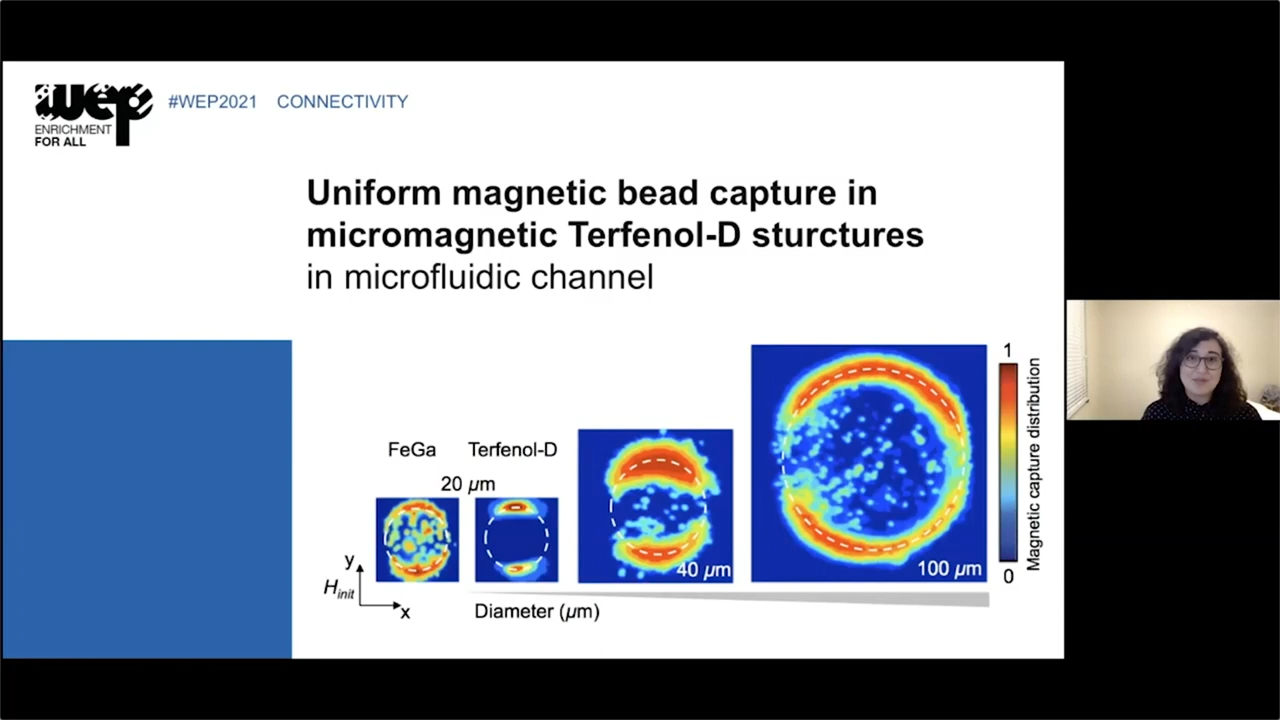 wep
ENRICHMENT
FOR ALL
#WEP2021 CONNECTIVITY
Uniform magnetic bead capture in
micromagnetic Terfenol-D sturctures
in microfluidic channel
FeGa Terfenol-D
20 μm
40 μm
100 μm
y
H_init
x
Diameter (μm)
1
0
Magnetic capture distribution